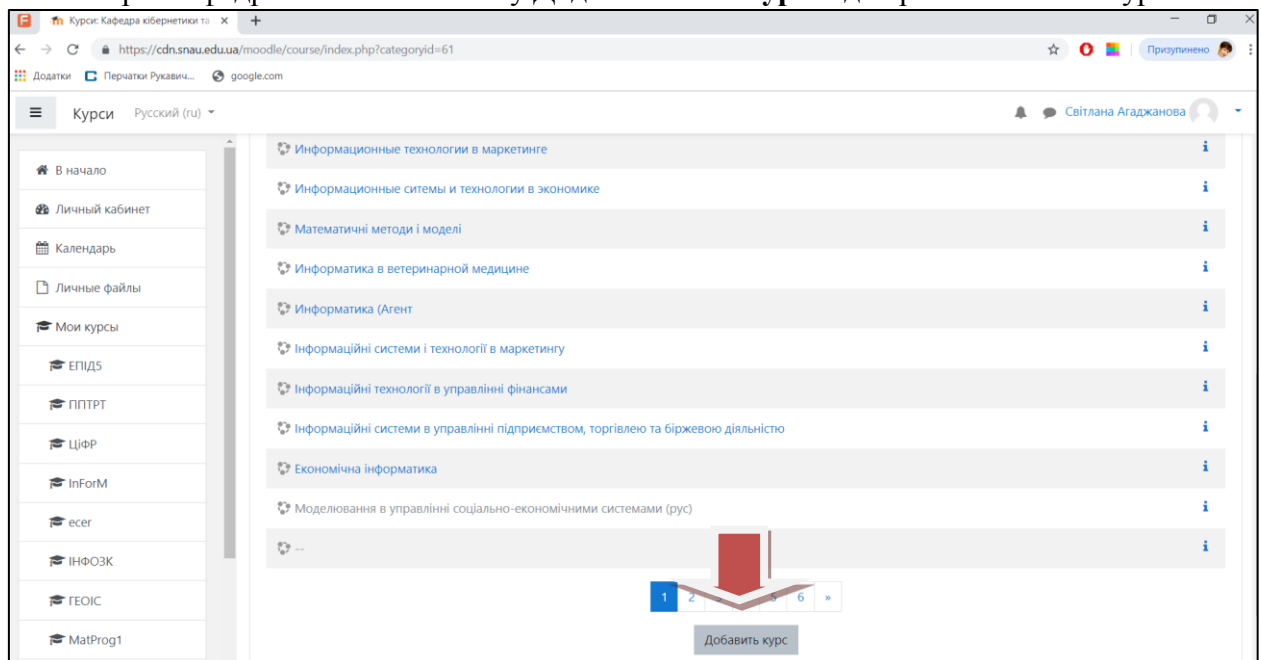 Курси: Кафедра кібернетики та
https://cdn.snau.edu.ua/moodle/course/index.php?categoryid=61
Призупинено
Додатки
Перчатки Рукавич...
google.com
Курси
Русский (ru)
Світлана Агаджанова
В начало
Личный кабинет
Календарь
Личные файлы
Мои курсы
ЕПІД5
ППТРТ
ЦіФР
InForM
ecer
ІНФОЗК
ГЕОІС
MatProg1
Информационные технологии в маркетинге
Информационные ситемы и технологии в экономике
Математичні методи і моделі
Информатика в ветеринарной медицине
Информатика (Агент
Інформаційні системи і технології в маркетингу
Інформаційні технології в управлінні фінансами
Інформаційні системи в управлінні підприємством, торгівлею та біржевою діяльністю
Економічна інформатика
Моделювання в управлінні соціально-економічними системами (рус)
--
1 2 5 6 »
Добавить курс